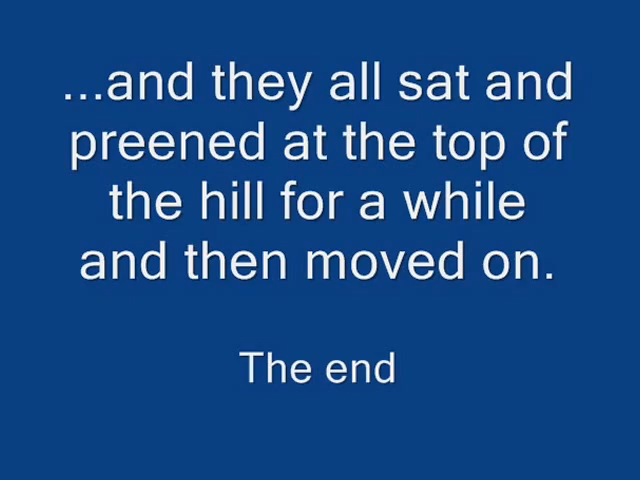 ...and they all sat and
preened at the top of
the hill for a while
and then moved on.
The end